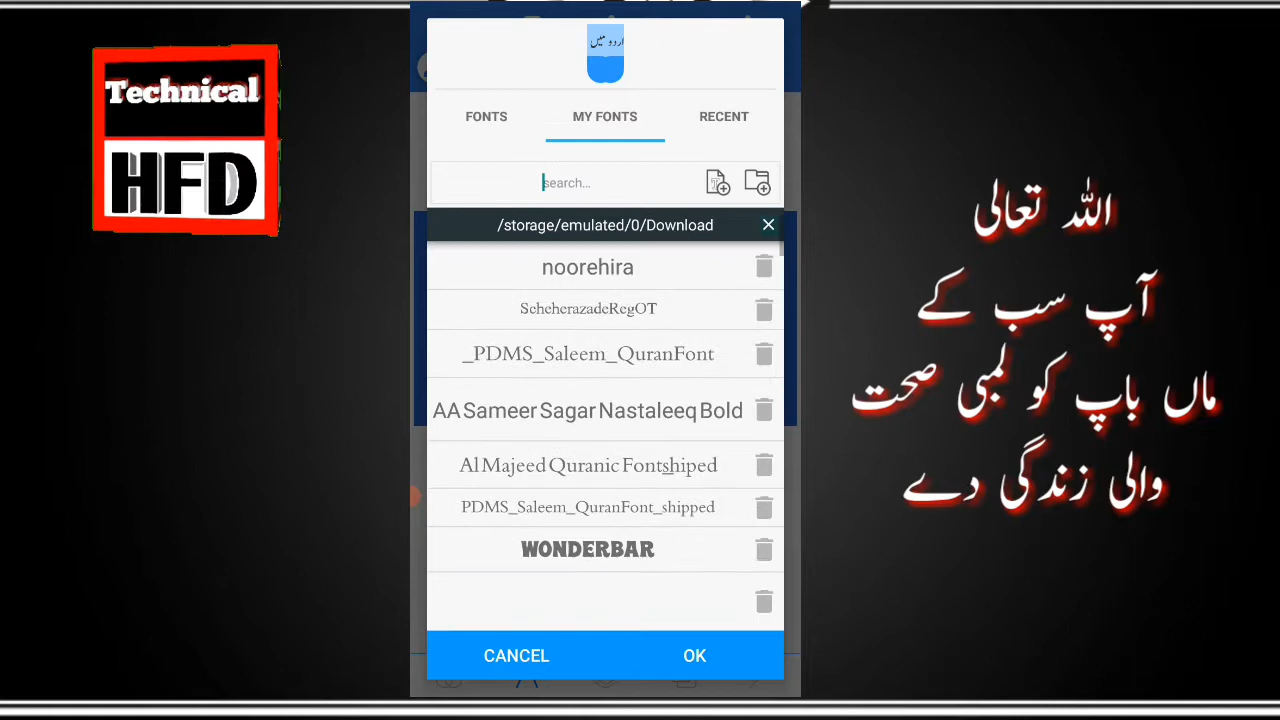 Technical
HFD
اردو میں
FONTS
MY FONTS
RECENT
search...
/storage/emulated/0/Download
noorehira
ScheherazadeRegOT
_PDMS_Saleem_QuranFont
AA Sameer Sagar Nastaleeq Bold
Al Majeed Quranic Fontshiped
PDMS_Saleem_QuranFont_shipped
WONDERBAR
CANCEL
OK
اللہ تعالی
آپ سب کے
ماں باپ کو لمبی صحت
والی زندگی دے